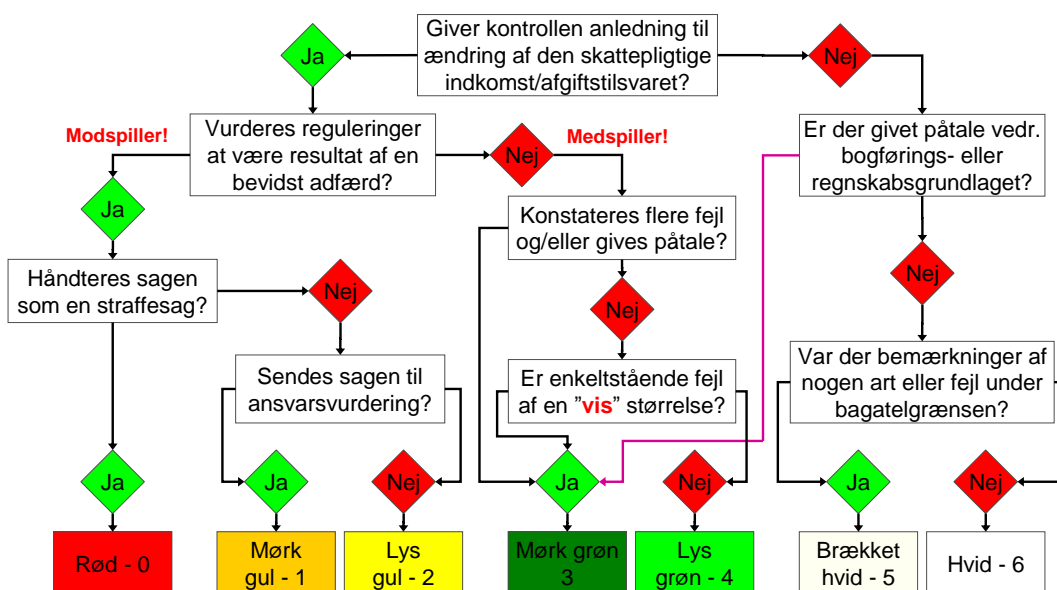 Giver kontrollen anledning til
ændring af den skattepligtige
indkomst/afgiftstilsvaret?
Ja
Nej
Modspiller!
Vurderes reguleringer
at være resultat af en
bevidst adfærd?
Nej
Medspiller!
Er der givet påtale vedr.
bogførings- eller
regnskabsgrundlaget?
Ja
Konstateres flere fejl
og/eller gives påtale?
Håndteres sagen
som en straffesag?
Nej
Nej
Nej
Sendes sagen til
ansvarsvurdering?
Er enkeltstående fejl
af en ”vis” størrelse?
Var der bemærkninger af
nogen art eller fejl under
bagatelgrænsen?
Ja
Ja
Nej
Ja
Nej
Ja
Nej
Rød - 0
Mørk
gul - 1
Lys
gul - 2
Mørk grøn
3
Lys
grøn - 4
Brækket
hvid - 5
Hvid - 6